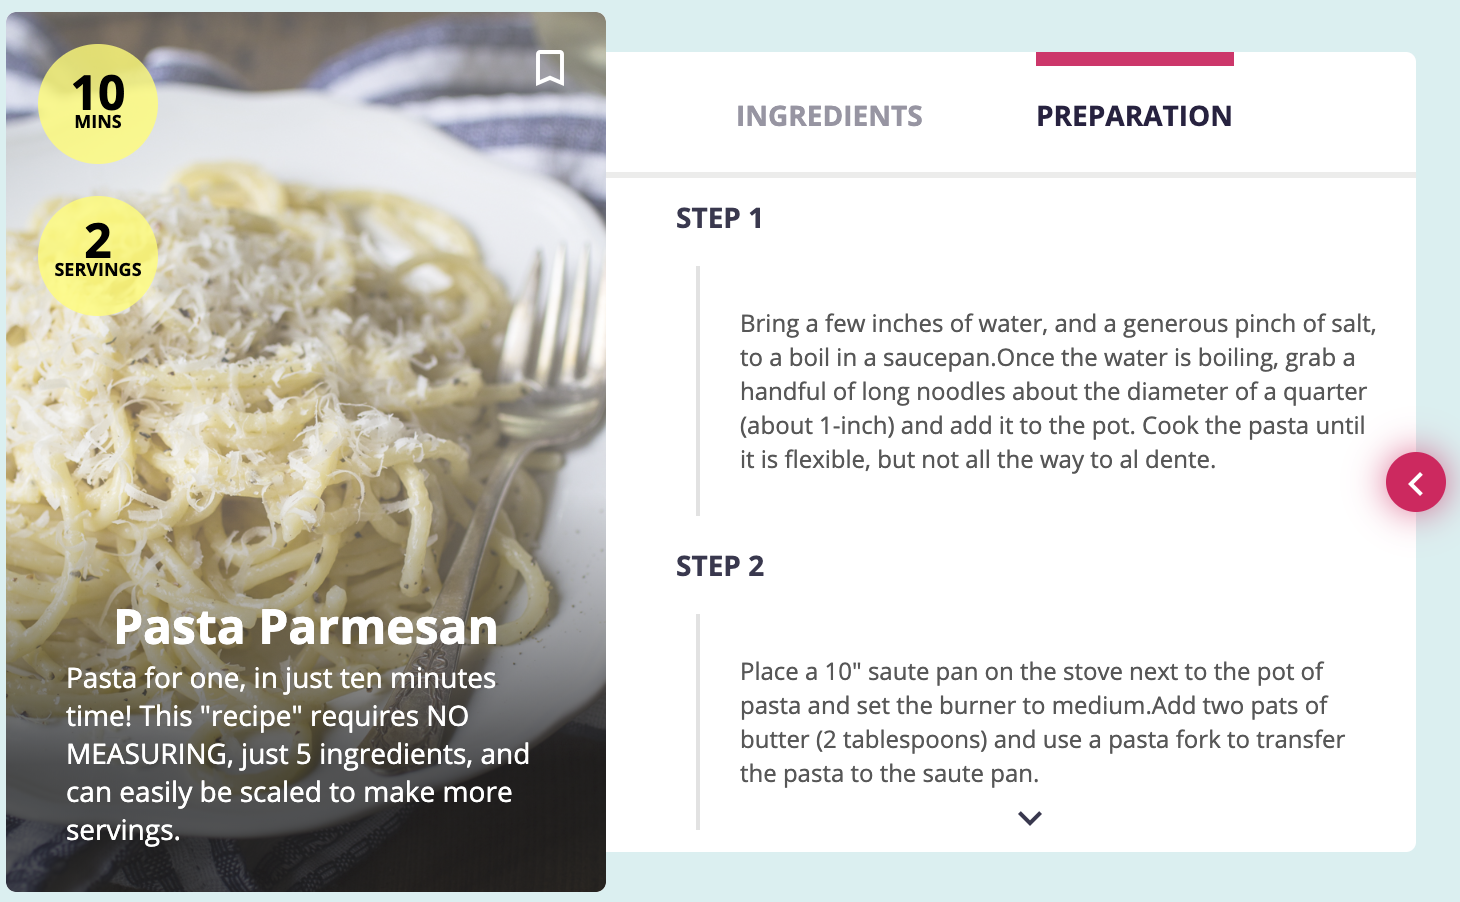 10
MINS
2
SERVINGS
Pasta Parmesan
Pasta for one, in just ten minutes
time! This "recipe" requires NO
MEASURING, just 5 ingredients, and
can easily be scaled to make more
servings.
INGREDIENTS
PREPARATION
STEP 1
Bring a few inches of water, and a generous pinch of salt,
to a boil in a saucepan.Once the water is boiling, grab a
handful of long noodles about the diameter of a quarter
(about 1-inch) and add it to the pot. Cook the pasta until
it is flexible, but not all the way to al dente.
STEP 2
Place a 10" saute pan on the stove next to the pot of
pasta and set the burner to medium.Add two pats of
butter (2 tablespoons) and use a pasta fork to transfer
the pasta to the saute pan.